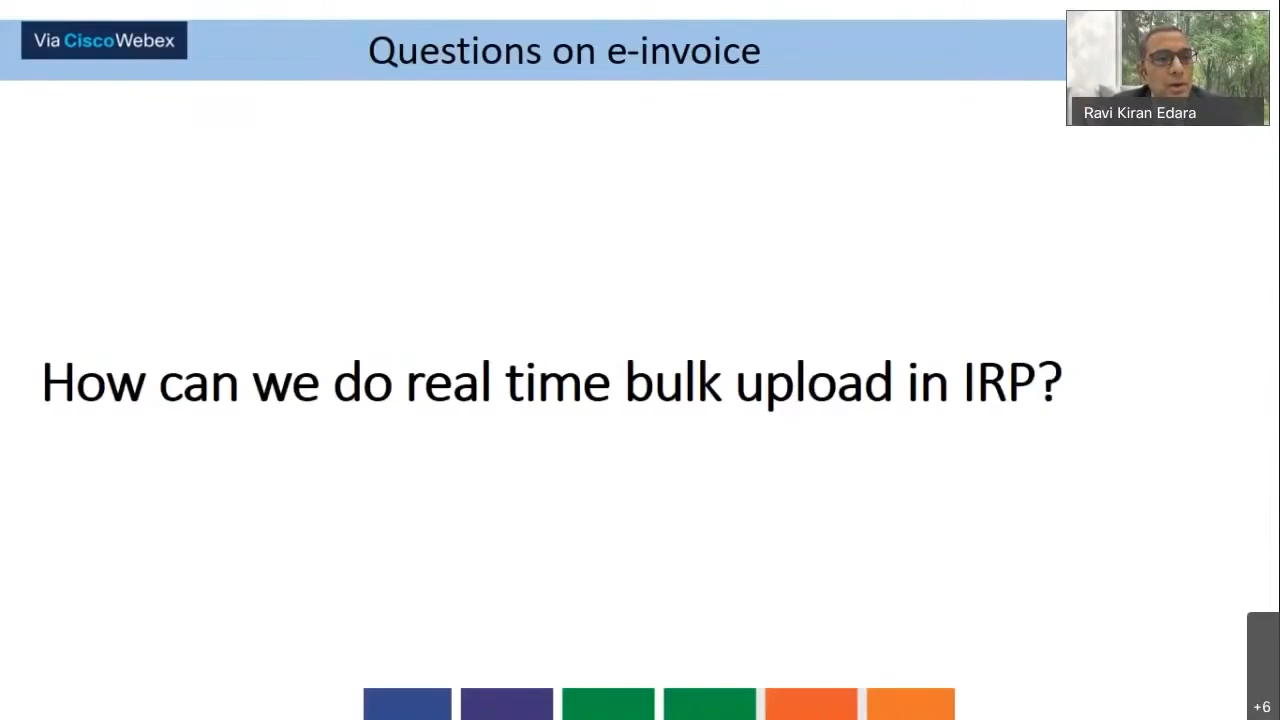 Via CiscoWebex
Questions on e-invoice
Ravi Kiran Edara
How can we do real time bulk upload in IRP?
+6